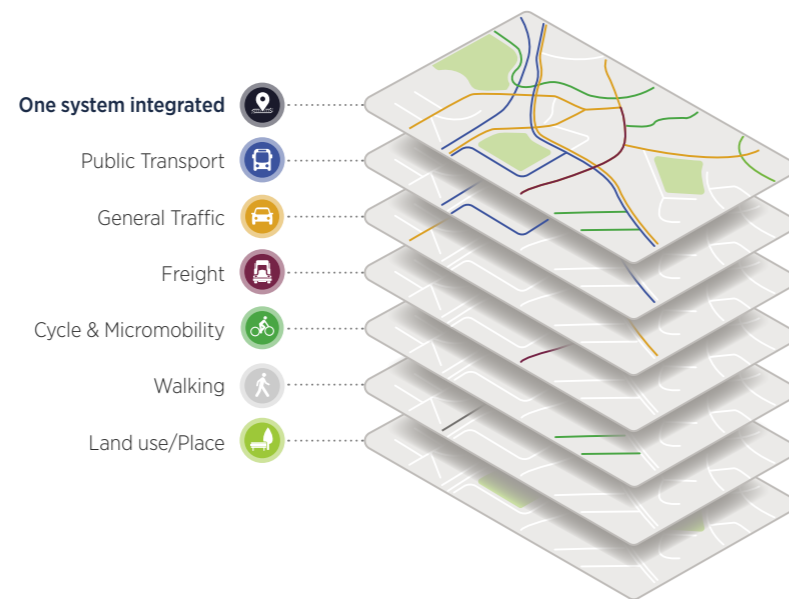 One system integrated
Public Transport
General Traffic
Freight
Cycle & Micromobility
Walking
Land use/Place